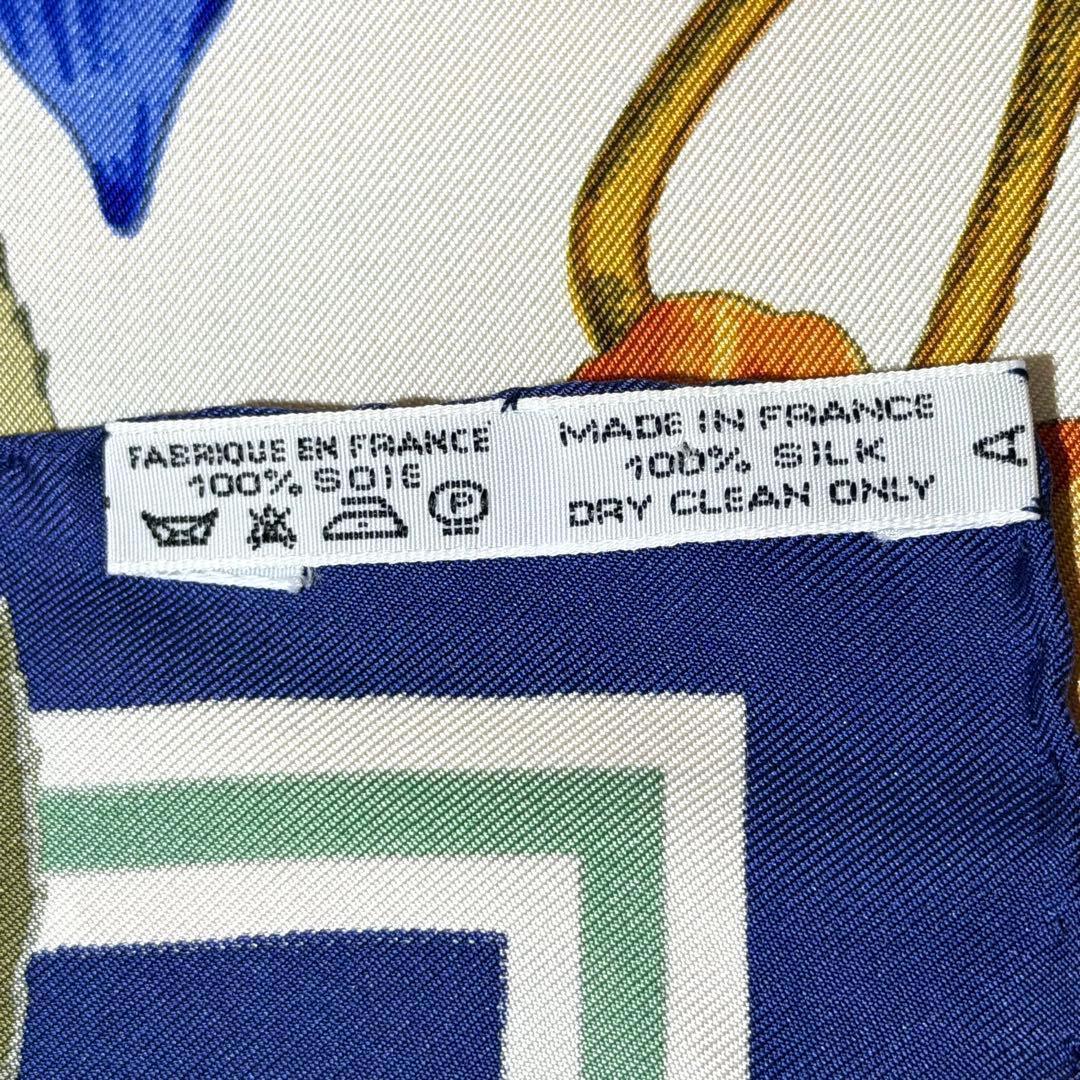 FABRIQUE EN FRANCE
100% SOIE
P
MADE IN FRANCE
100% SILK
DRY CLEAN ONLY
A